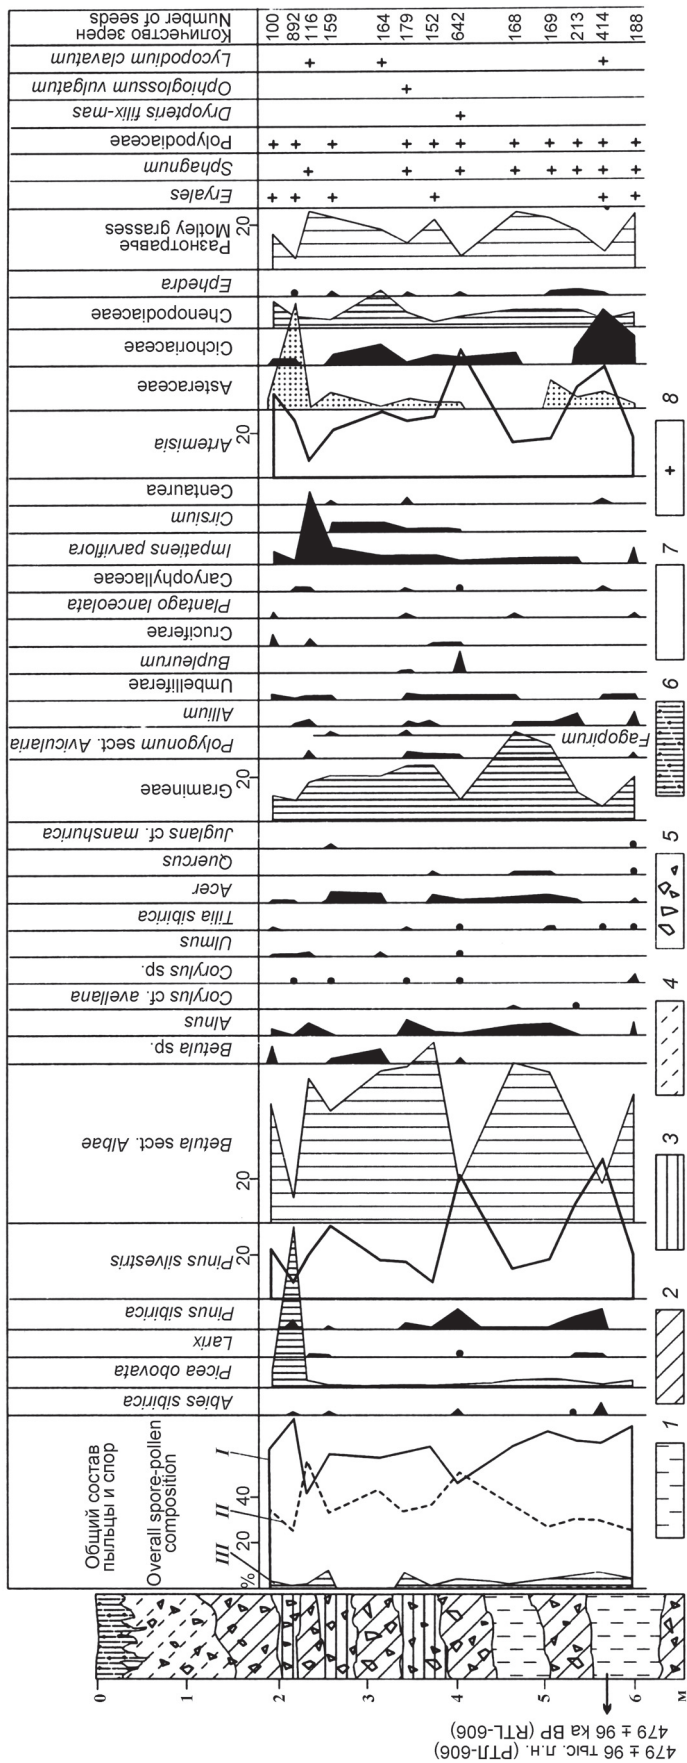 479 ± 96 тыс. л.н. (РТЛ-606)
479 ± 96 ka BP (RTL-606)
0
1
2
3
4
5
6
м
Общий состав
пыльцы и спор
Overall spore-pollen
composition
I
II
III
%
20
40
Abies sibirica
Picea obovata
Larix
Pinus sibirica
Pinus silvestris
20
Betula sect. Albae
20
Betula sp.
Alnus
Corylus cf. avellana
Corylus sp.
Ulmus
Tilia sibirica
Acer
Quercus
Juglans cf. manshurica
Gramineae
20
Polygonum sect. Avicularia
Fagopirum
Allium
Umbelliferae
Bupleurum
Cruciferae
Plantago lanceolata
Caryophyllaceae
Impatiens parviflora
Cirsium
Centaurea
Artemisia
20
Asteraceae
Cichoriaceae
Chenopodiaceae
Ephedra
Разнотравье
Motley grasses
20
Eryales
Sphagnum
Polypodiaceae
Dryopteris filix-mas
Ophioglossum vulgatum
Lycopodium clavatum
Количество зерен
Number of seeds
100
892
116
159
164
179
152
642
168
169
213
414
188
1
2
3
4
5
6
7
8